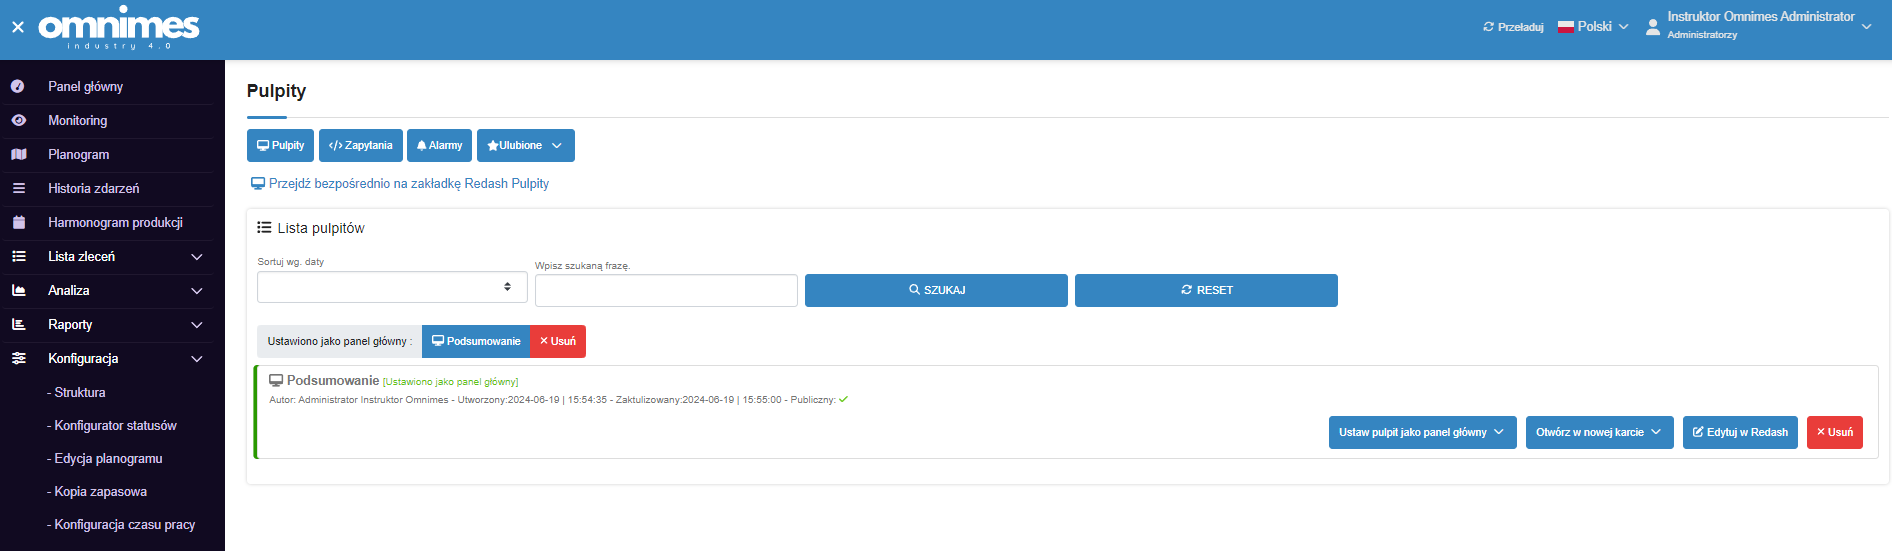 omnimes
industry 4.0
Przeładuj
Polski
Instruktor Omnimes Administrator
Administratorzy
Panel główny
Monitoring
Planogram
Historia zdarzeń
Harmonogram produkcji
Lista zleceń
Analiza
Raporty
Konfiguracja
- Struktura
- Konfigurator statusów
- Edycja planogramu
- Kopia zapasowa
- Konfiguracja czasu pracy
Pulpity
Pulpity
</> Zapytania
Alarmy
Ulubione
Przejdź bezpośrednio na zakładkę Redash Pulpity
Lista pulpitów
Sortuj wg. daty
Wpisz szukaną frazę.
SZUKAJ
RESET
Ustawiono jako panel główny :
Podsumowanie
× Usuń
Podsumowanie [Ustawiono jako panel główny]
Autor: Administrator Instruktor Omnimes - Utworzony:2024-06-19 | 15:54:35 - Zaktulizowany:2024-06-19 | 15:55:00 - Publiczny: ✓
Ustaw pulpit jako panel główny
Otwórz w nowej karcie
Edytuj w Redash
× Usuń